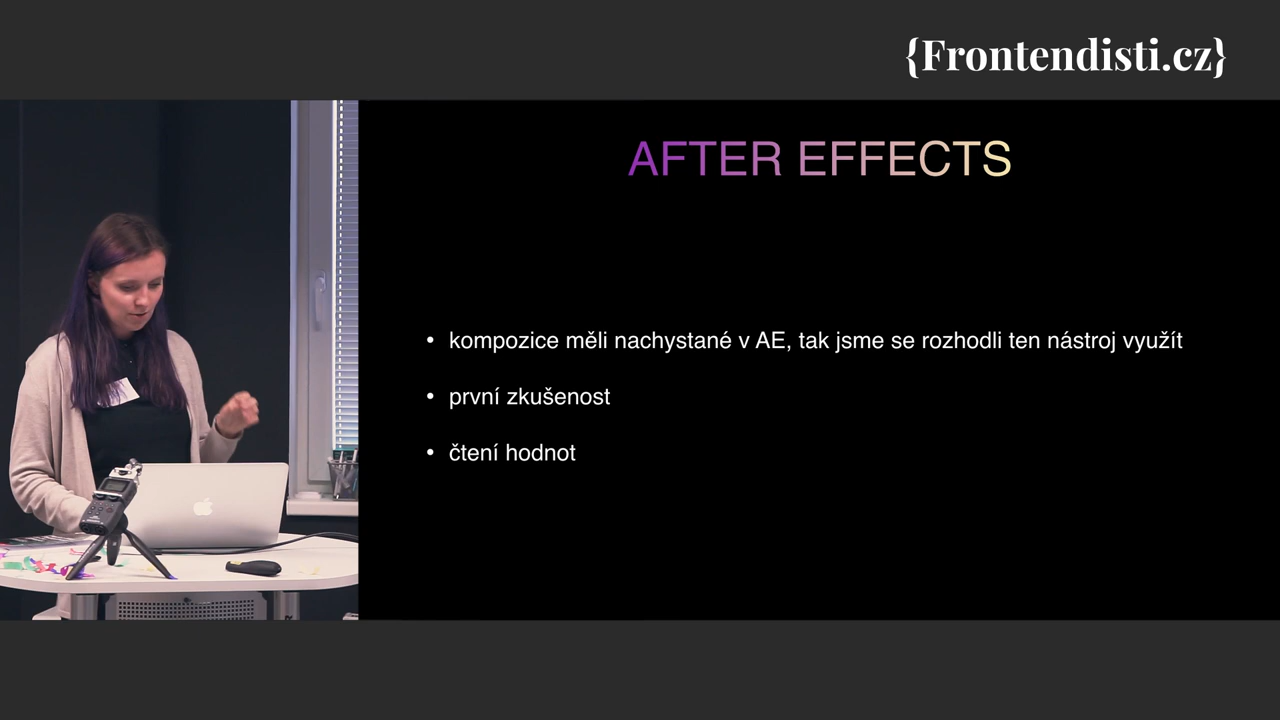 {Frontendisti.cz}
AFTER EFFECTS
• kompozice měli nachystané v AE, tak jsme se rozhodli ten nástroj využít
• první zkušenost
• čtení hodnot